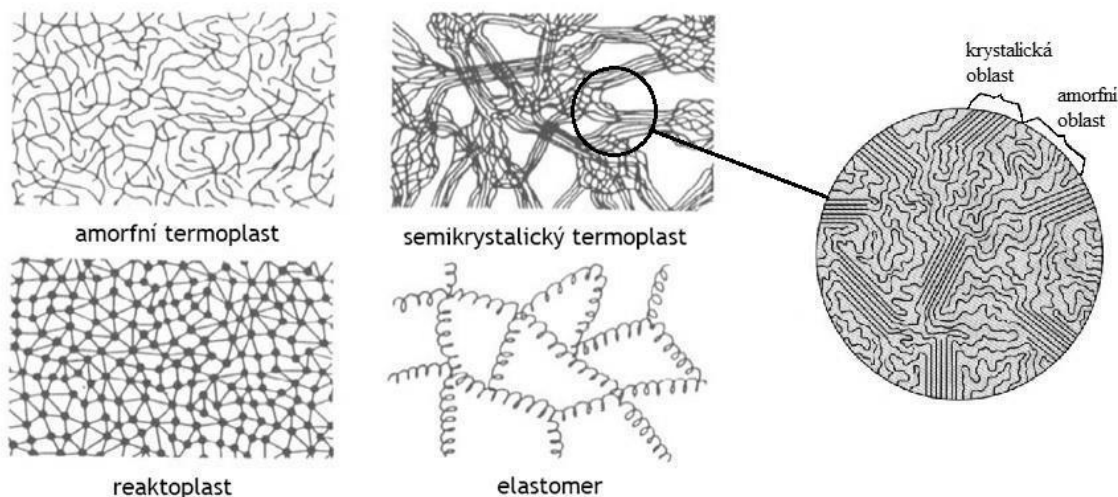 krystalická
oblast
amorfní
oblast
amorfní termoplast
semikrystalický termoplast
reaktoplast
elastomer